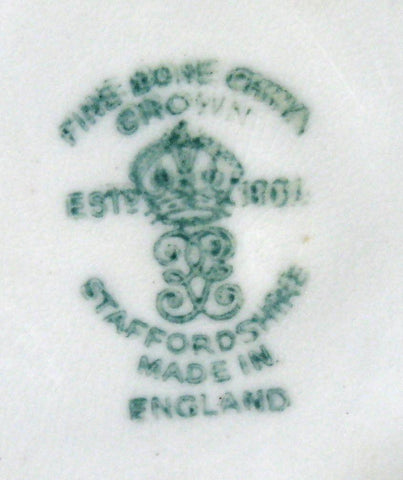 FINE BONE CHINA
CROWN
ESTD 1801
STAFFORDSHIRE
MADE IN
ENGLAND